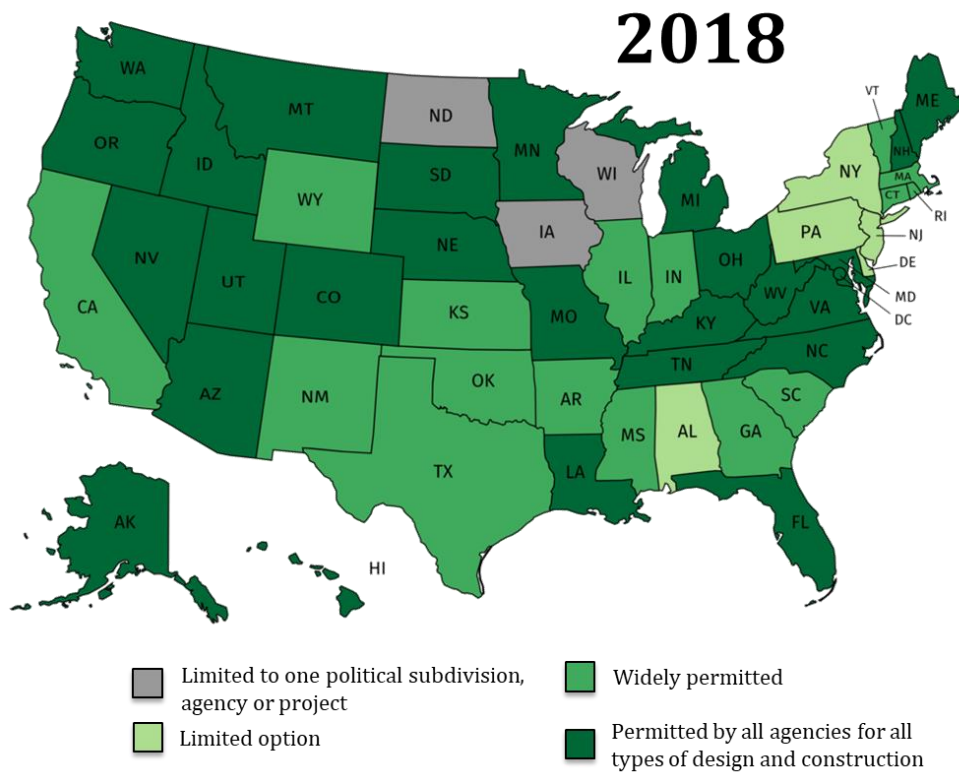 2018
WA
MT
ND
MN
VT
ME
OR
ID
SD
WI
MI
NY
NH
MA
CT
RI
WY
IA
PA
NJ
NE
NV
UT
CO
IL
IN
OH
DE
WV
MD
VA
DC
CA
KS
MO
KY
NC
TN
AZ
NM
OK
AR
SC
MS
AL
GA
TX
LA
AK
FL
HI
Limited to one political subdivision,
agency or project
Limited option
Widely permitted
Permitted by all agencies for all
types of design and construction